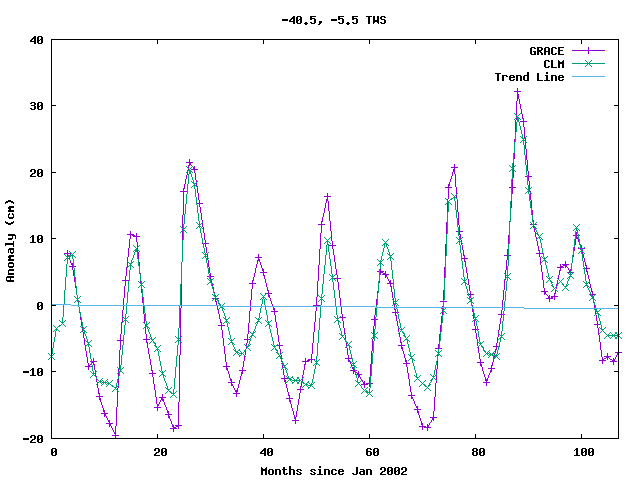 -40.5, -5.5 TWS
GRACE
CLM
Trend Line
40
30
20
10
0
-10
-20
Anomaly (cm)
0 20 40 60 80 100
Months since Jan 2002